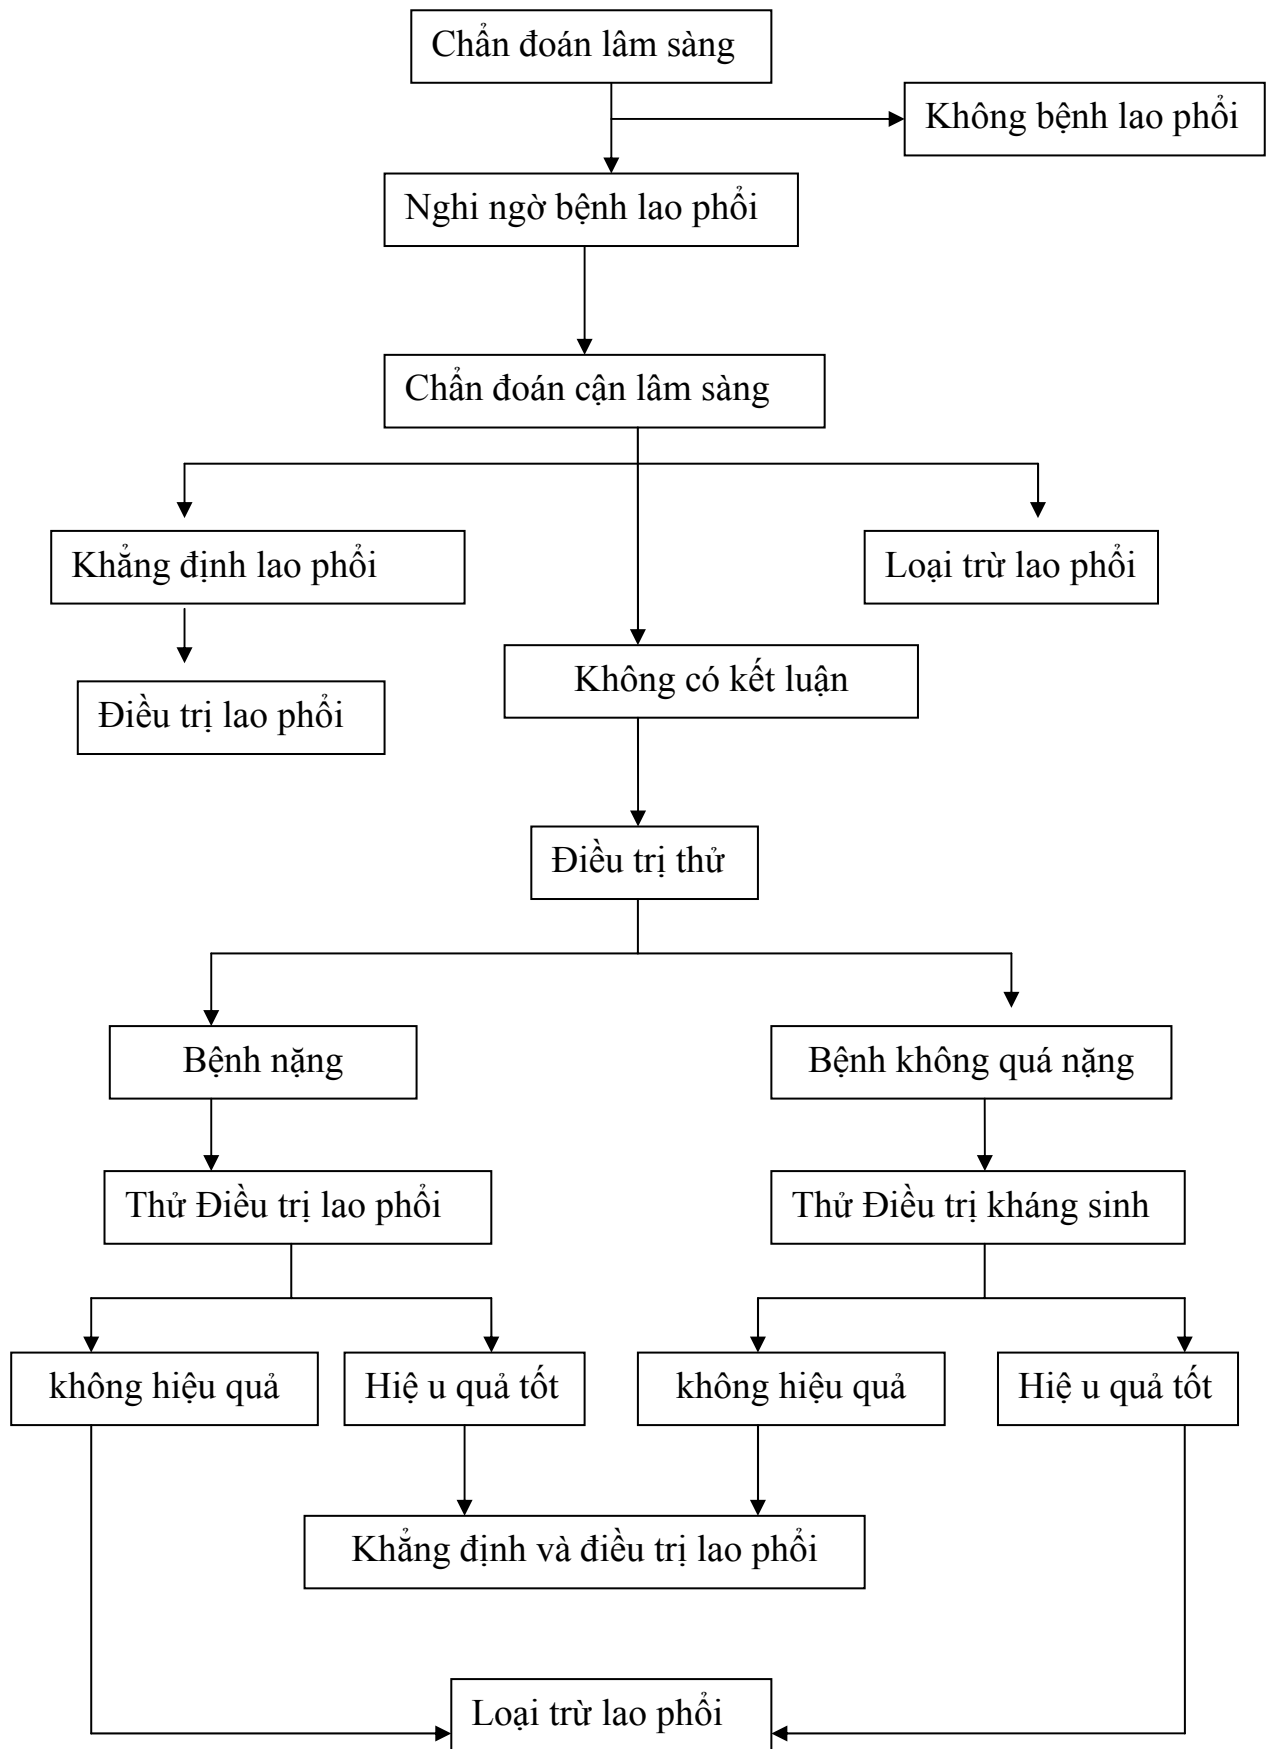 Chẩn đoán lâm sàng
Không bệnh lao phổi
Nghi ngờ bệnh lao phổi
Chẩn đoán cận lâm sàng
Khẳng định lao phổi
Loại trừ lao phổi
Không có kết luận
Điều trị lao phổi
Điều trị thử
Bệnh nặng
Bệnh không quá nặng
Thử Điều trị lao phổi
Thử Điều trị kháng sinh
không hiệu quả
Hiệ u quả tốt
không hiệu quả
Hiệ u quả tốt
Khẳng định và điều trị lao phổi
Loại trừ lao phổi